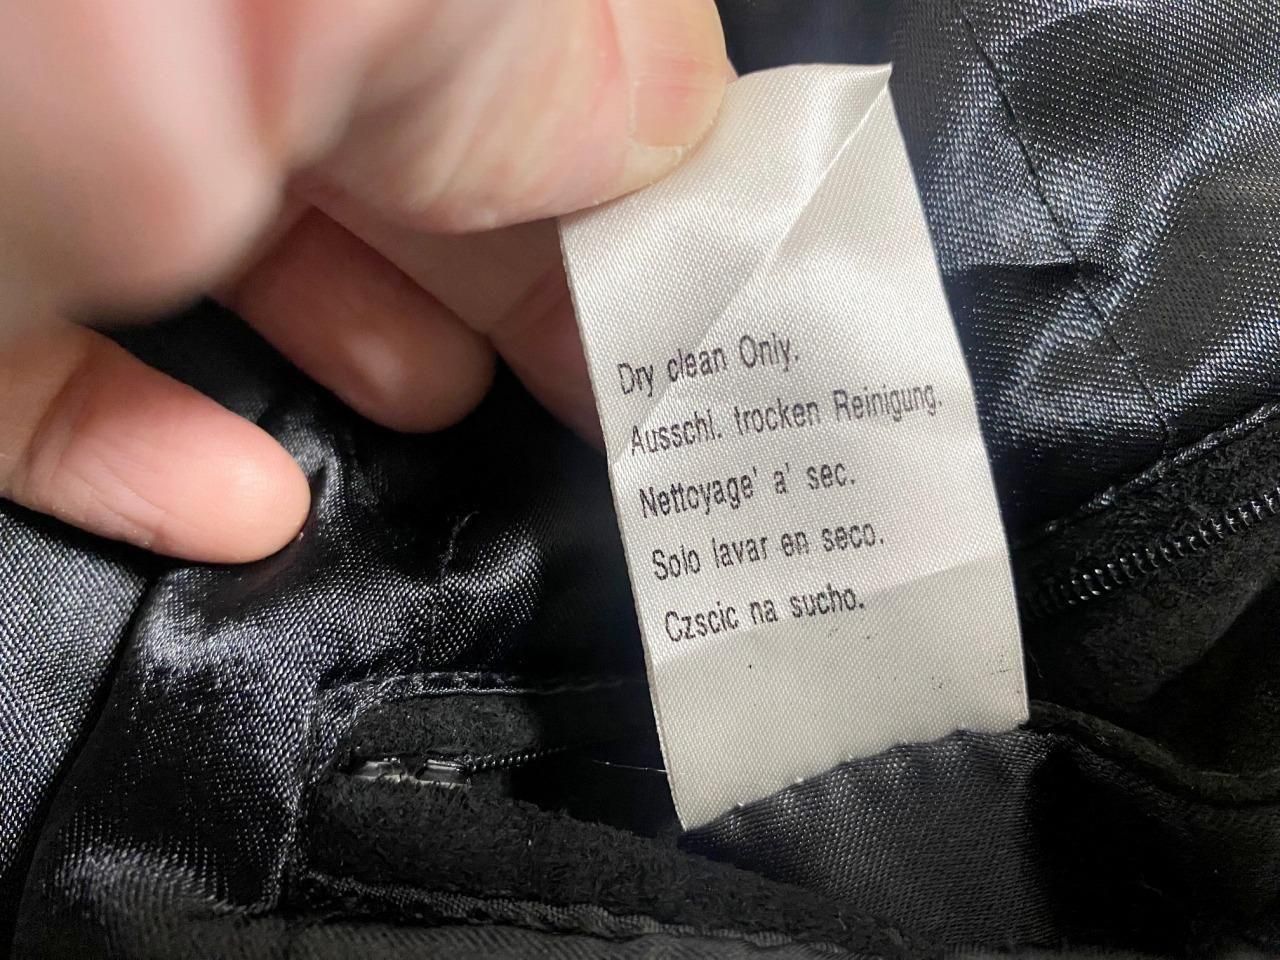 Dry clean Only.
Ausschl. trocken Reinigung.
Nettoyage' a' sec.
Solo lavar en seco.
Czscic na sucho.